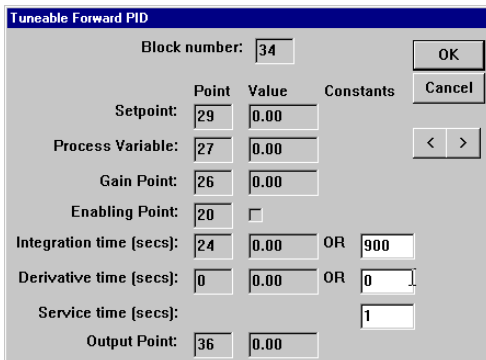 Tuneable Forward PID
Block number: 34
OK
Point Value Constants
Cancel
Setpoint: 29 0.00
Process Variable: 27 0.00
< >
Gain Point: 26 0.00
Enabling Point: 20
Integration time (secs): 24 0.00 OR 900
Derivative time (secs): 0 0.00 OR 0
Service time (secs): 1
Output Point: 36 0.00